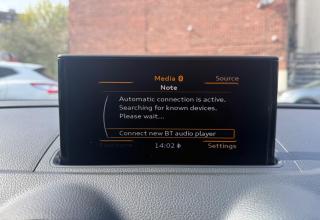 Media
Source
Note
Automatic connection is active.
Searching for known devices.
Please wait...
Connect new BT audio player
14:02
Settings